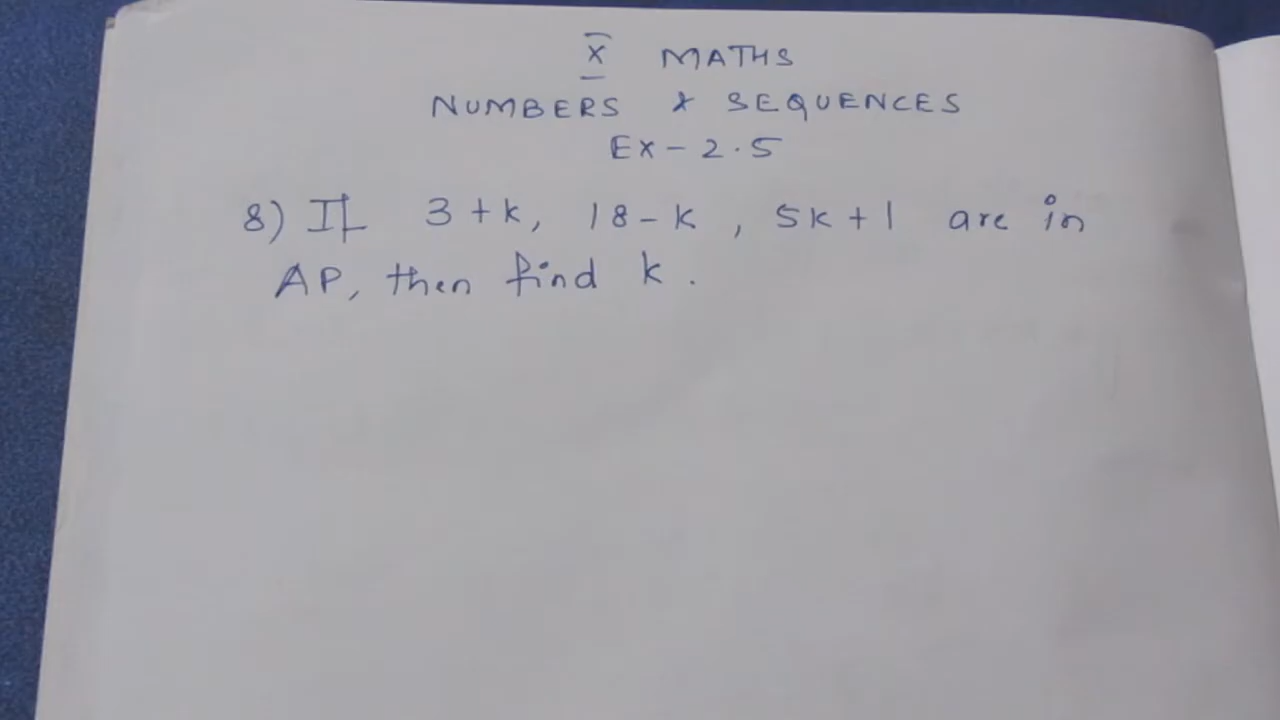 X MATHS
NUMBERS & SEQUENCES
Ex - 2.5
8) If 3 + k, 18 - k, 5k + 1 are in
AP, then find k.